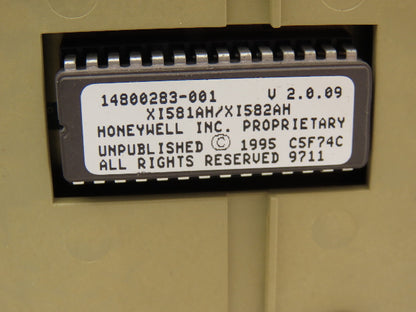 14800283-001 V 2.0.09
XI581AH/XI582AH
HONEYWELL INC. PROPRIETARY
UNPUBLISHED © 1995 C5F74C
ALL RIGHTS RESERVED 9711